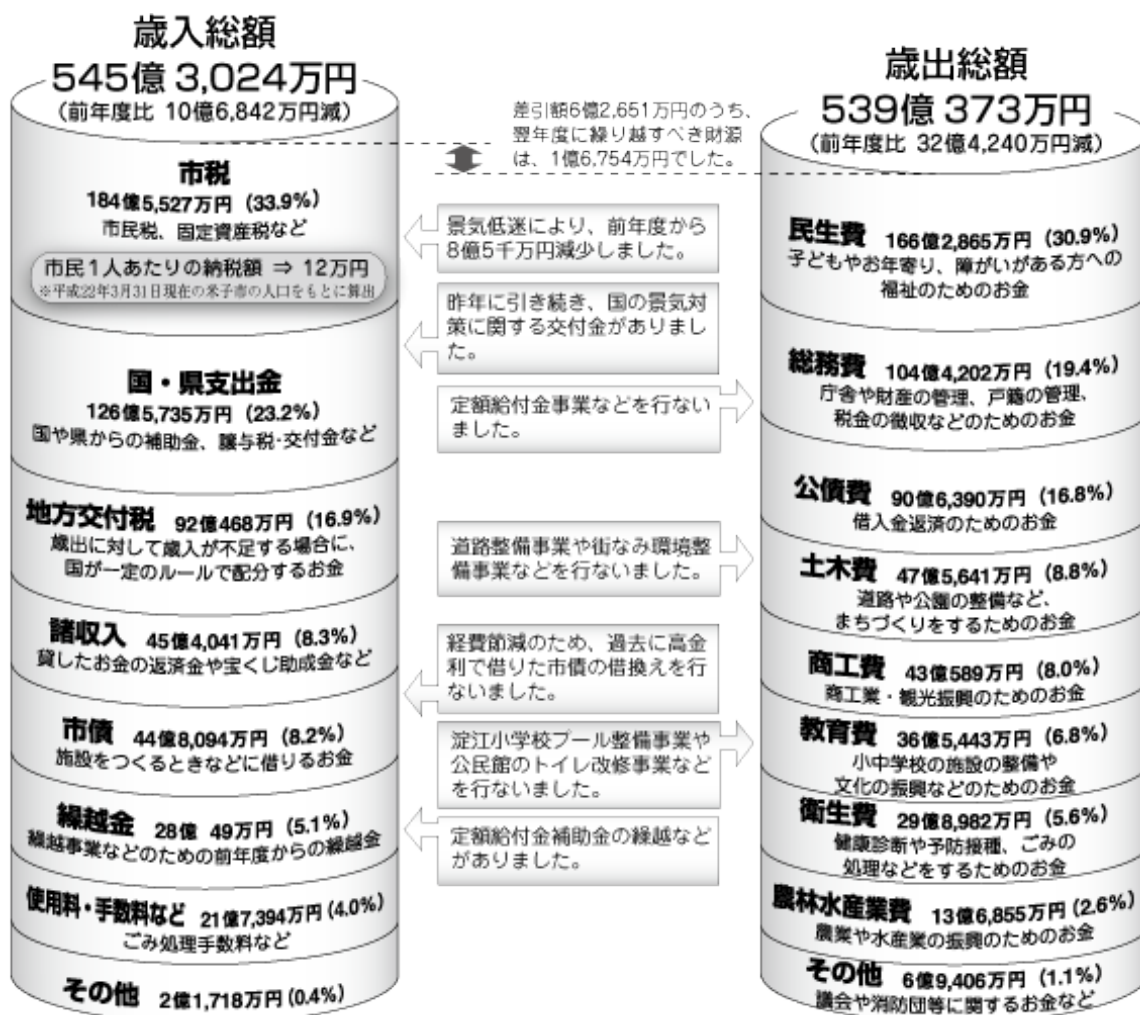 歳入総額
545億 3,024万円
(前年度比 10億6,842万円減)
市税
184億5,527万円 (33.9%)
市民税、固定資産税など
市民1人あたりの納税額 ⇒ 12万円
※平成22年3月31日現在の米子市の人口をもとに算出
国・県支出金
126億5,735万円 (23.2%)
国や県からの補助金、譲与税・交付金など
地方交付税 92億468万円 (16.9%)
歳出に対して歳入が不足する場合に、
国が一定のルールで配分するお金
諸収入 45億4,041万円 (8.3%)
貸したお金の返済金や宝くじ助成金など
市債 44億8,094万円 (8.2%)
施設をつくるときなどに借りるお金
繰越金 28億 49万円 (5.1%)
繰越事業などのための前年度からの繰越金
使用料・手数料など 21億7,394万円 (4.0%)
ごみ処理手数料など
その他 2億1,718万円 (0.4%)
差引額6億2,651万円のうち、
翌年度に繰り越すべき財源
は、1億6,754万円でした。
景気低迷により、前年度から
8億5千万円減少しました。
昨年に引き続き、国の景気対
策に関する交付金がありまし
た。
定額給付金事業などを行ない
ました。
道路整備事業や街なみ環境整
備事業などを行ないました。
経費節減のため、過去に高金
利で借りた市債の借換えを行
ないました。
淀江小学校プール整備事業や
公民館のトイレ改修事業など
を行ないました。
定額給付金補助金の繰越など
がありました。
歳出総額
539億 373万円
(前年度比 32億4,240万円減)
民生費 166億2,865万円 (30.9%)
子どもやお年寄り、障がいがある方への
福祉のためのお金
総務費 104億4,202万円 (19.4%)
庁舎や財産の管理、戸籍の管理、
税金の徴収などのためのお金
公債費 90億6,390万円 (16.8%)
借入金返済のためのお金
土木費 47億5,641万円 (8.8%)
道路や公園の整備など、
まちづくりをするためのお金
商工費 43億589万円 (8.0%)
商工業・観光振興のためのお金
教育費 36億5,443万円 (6.8%)
小中学校の施設の整備や
文化の振興などのためのお金
衛生費 29億8,982万円 (5.6%)
健康診断や予防接種、ごみの
処理などをするためのお金
農林水産業費 13億6,855万円 (2.6%)
農業や水産業の振興のためのお金
その他 6億9,406万円 (1.1%)
議会や消防団等に関するお金など